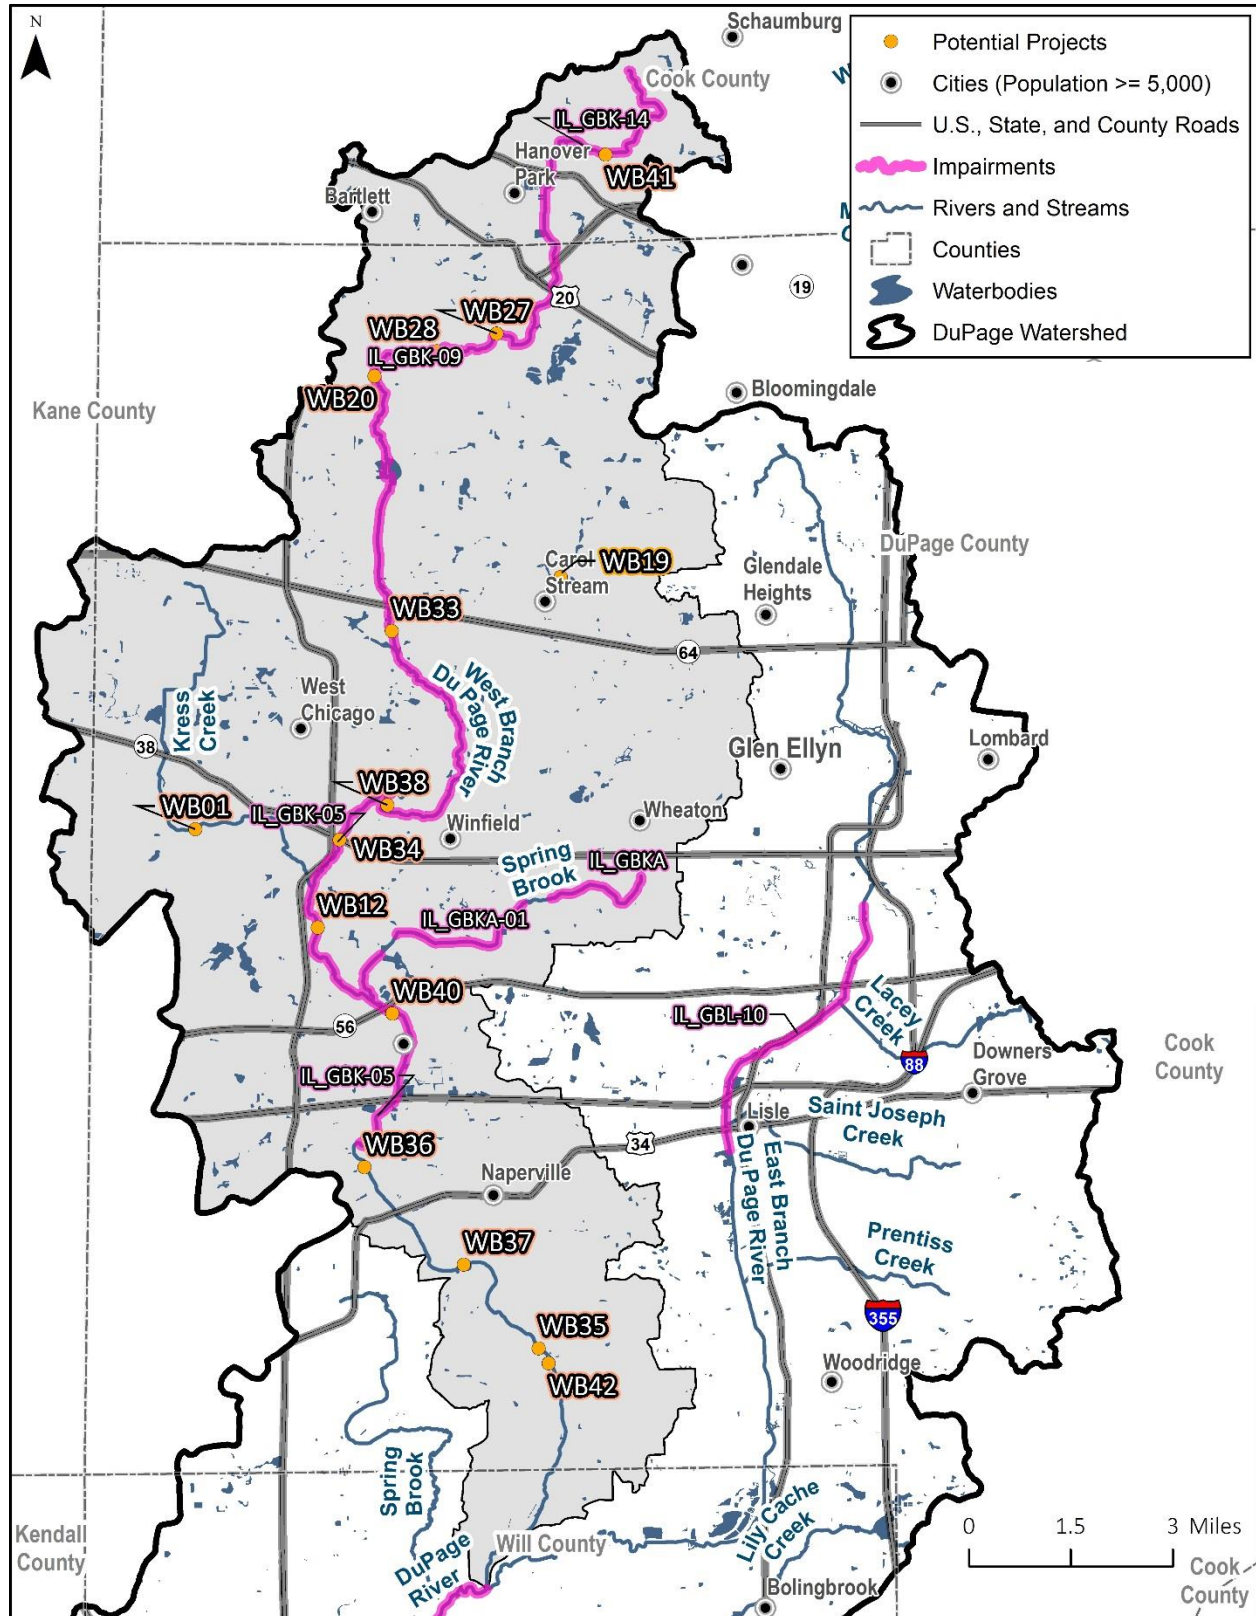 N
Schaumburg
Cook County
Potential Projects
Cities (Population >= 5,000)
U.S., State, and County Roads
Impairments
Rivers and Streams
Counties
Waterbodies
DuPage Watershed
IL_GBK-14
Hanover
Park
WB41
Bartlett
19
20
WB27
WB28
IL_GBK-09
WB20
Bloomingdale
Kane County
DuPage County
WB19
Carol
Stream
Glendale
Heights
WB33
64
West Branch
Du Page River
West
Chicago
Kress
Creek
38
Glen Ellyn
Lombard
WB38
WB01
IL_GBK-05
Winfield
Wheaton
WB34
Spring
Brook
IL_GBKA
WB12
IL_GBKA-01
WB40
56
Lacey
Creek
IL_GBL-10
88
Cook
County
Downers
Grove
IL_GBK-05
Lisle
Saint Joseph
Creek
34
WB36
Naperville
East Branch
Du Page River
Prentiss
Creek
WB37
355
WB35
WB42
Woodridge
Spring
Brook
Lily Cache
Creek
Kendall
County
Will County
DuPage
River
Bolingbrook
0 1.5 3 Miles
Cook
County